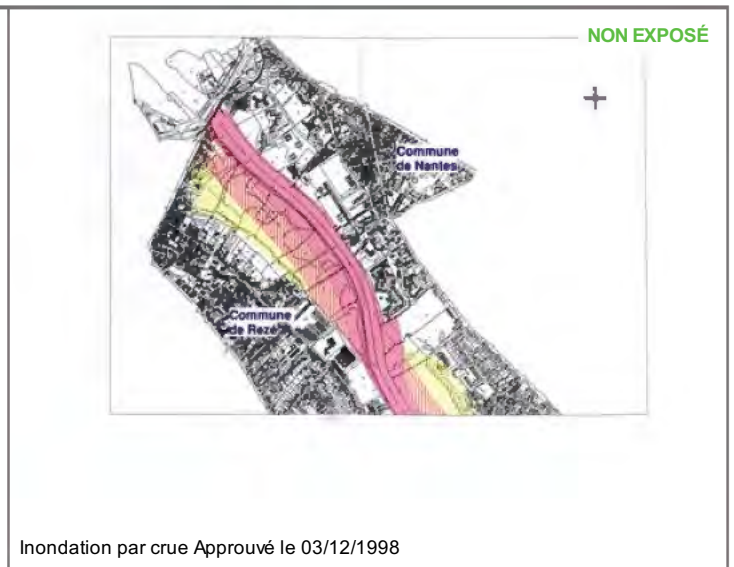 NON EXPOSÉ
Commune
de Nantes
Commune
de Rezé
Inondation par crue Approuvé le 03/12/1998